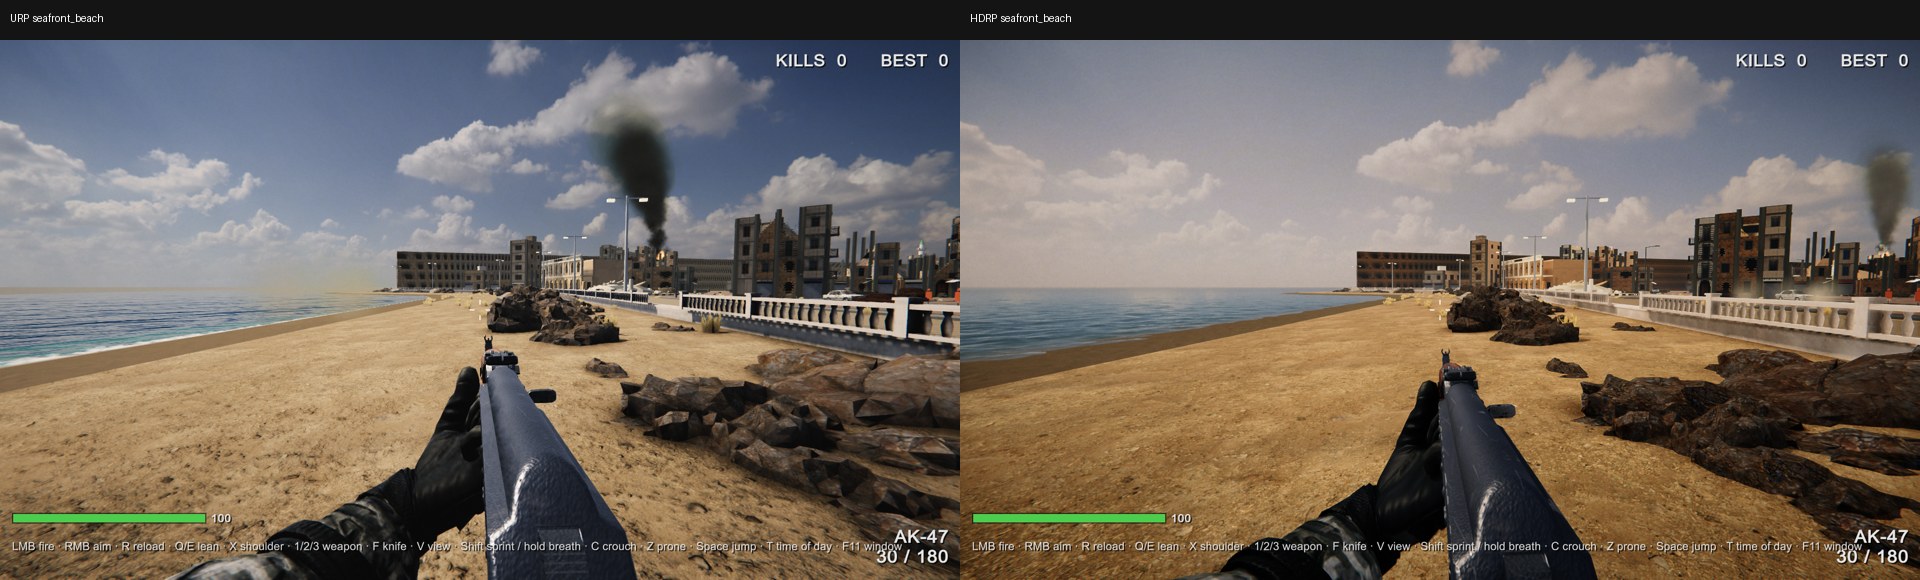 URP seafront_beach
KILLS 0 BEST 0
100
AK-47
LMB fire · RMB aim · R reload · Q/E lean · X shoulder · 1/2/3 weapon · F knife · V view · Shift sprint / hold breath · C crouch · Z prone · Space jump · T time of day · F11 window
30 / 180
HDRP seafront_beach
KILLS 0 BEST 0
100
AK-47
LMB fire · RMB aim · R reload · Q/E lean · X shoulder · 1/2/3 weapon · F knife · V view · Shift sprint / hold breath · C crouch · Z prone · Space jump · T time of day · F11 window
30 / 180